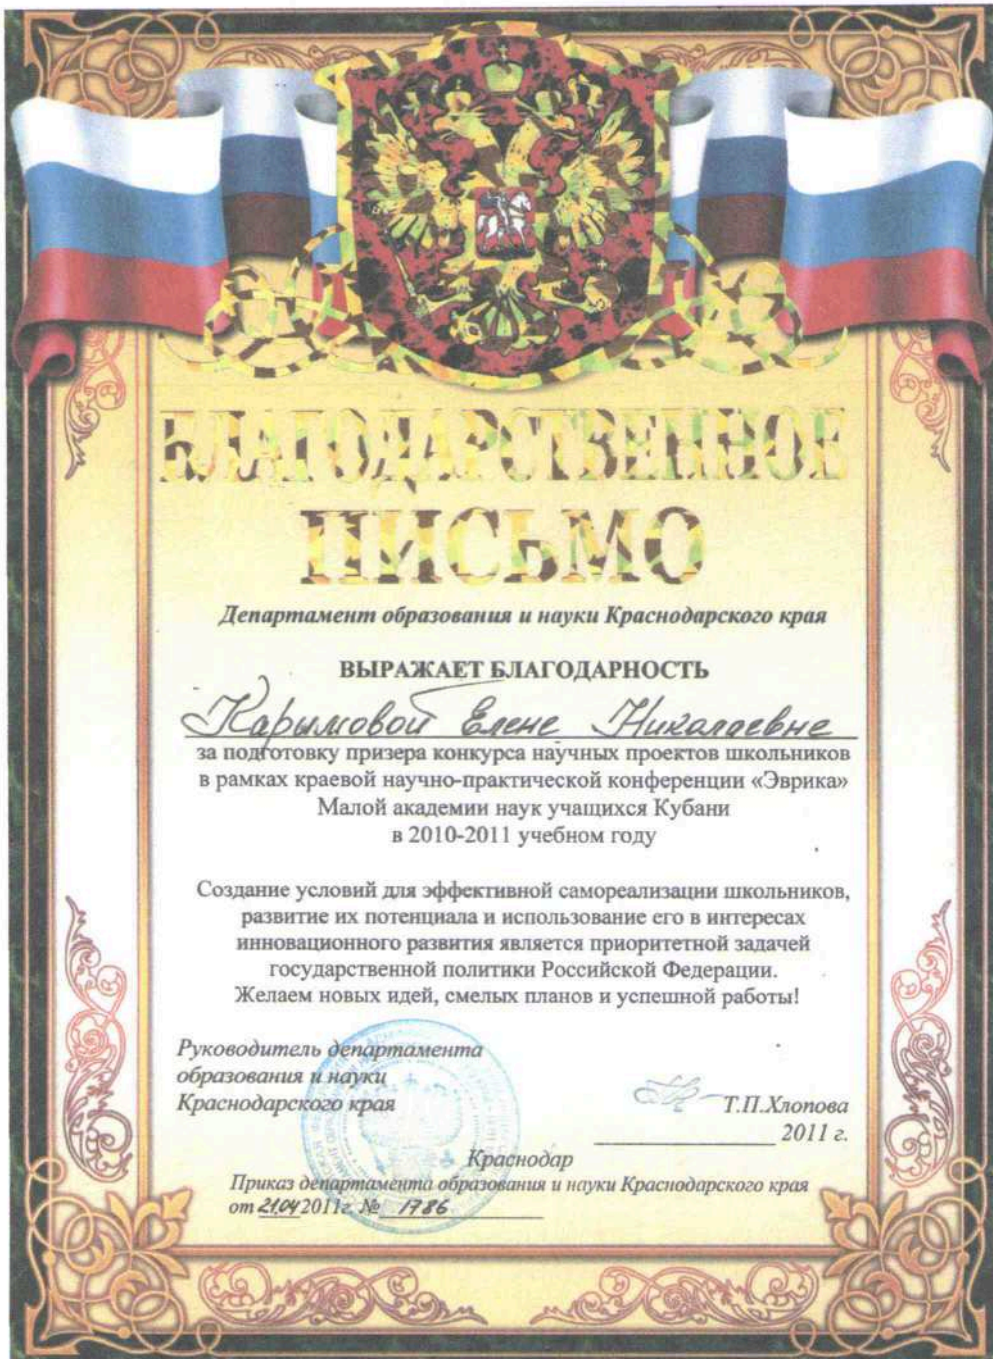 БЛАГОДАРСТВЕННОЕ
ПИСЬМО
Департамент образования и науки Краснодарского края
ВЫРАЖАЕТ БЛАГОДАРНОСТЬ
Карымовой Елене Николаевне
за подготовку призера конкурса научных проектов школьников
в рамках краевой научно-практической конференции «Эврика»
Малой академии наук учащихся Кубани
в 2010-2011 учебном году
Создание условий для эффективной самореализации школьников,
развитие их потенциала и использование его в интересах
инновационного развития является приоритетной задачей
государственной политики Российской Федерации.
Желаем новых идей, смелых планов и успешной работы!
Руководитель департамента
образования и науки
Краснодарского края
Т.П.Хлопова
2011 г.
Краснодар
Приказ департамента образования и науки Краснодарского края
от 21.04 2011г. № 1786